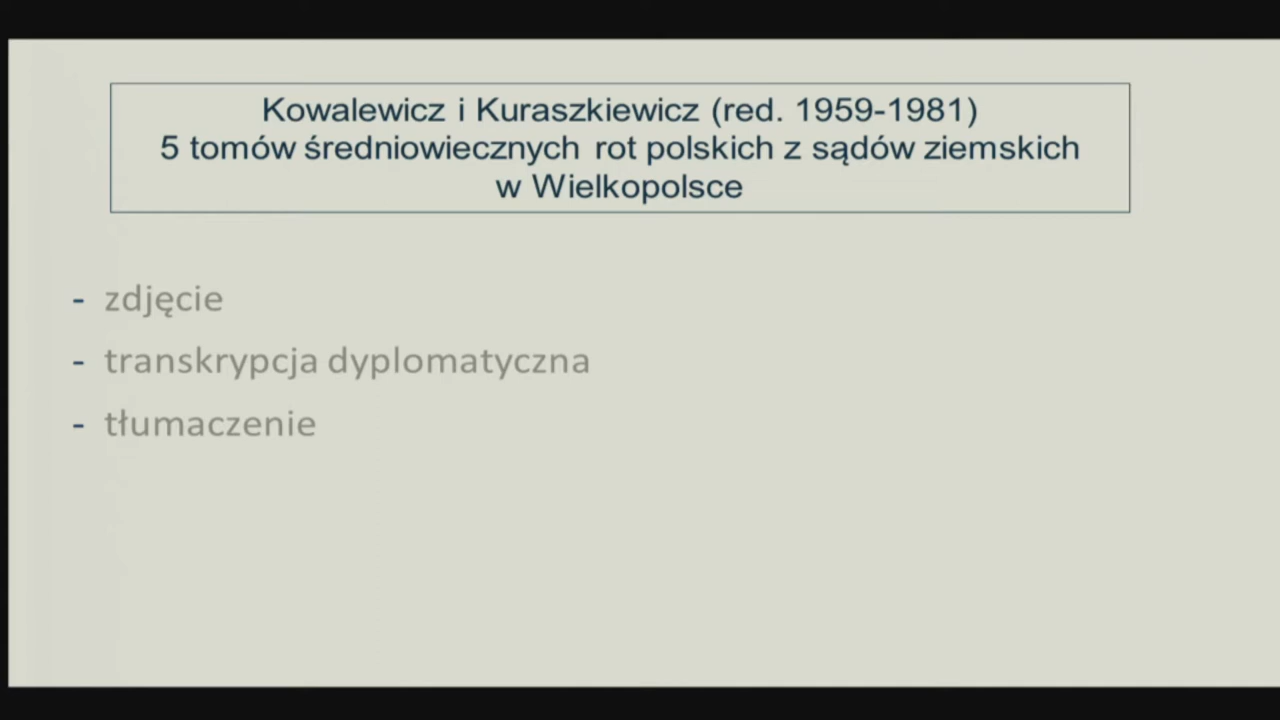 Kowalewicz i Kuraszkiewicz (red. 1959-1981)
5 tomów średniowiecznych rot polskich z sądów ziemskich
w Wielkopolsce
- zdjęcie
- transkrypcja dyplomatyczna
- tłumaczenie